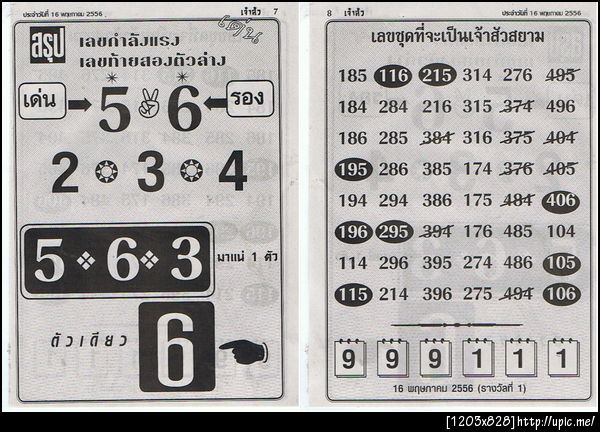 ประจำวันที่ 16 พฤษภาคม 2556 เจ้าสัว 7
เด่น
สรุป เลขกำลังแรง
เลขท้ายสองตัวล่าง
เด่น 5 6 รอง
2 3 4
5 6 3 มาแน่ 1 ตัว
ตัวเดียว 6
8 เจ้าสัว ประจำวันที่ 16 พฤษภาคม 2556
เลขชุดที่จะเป็นเจ้าสัวสยาม
185 116 215 314 276 495
184 284 216 315 374 496
186 285 384 316 375 404
195 286 385 174 376 405
194 294 386 175 484 406
196 295 394 176 485 104
114 296 395 274 486 105
115 214 396 275 494 106
9 9 9 1 1 1
16 พฤษภาคม 2556 (รางวัลที่ 1)
[1203x828]http://upic.me/